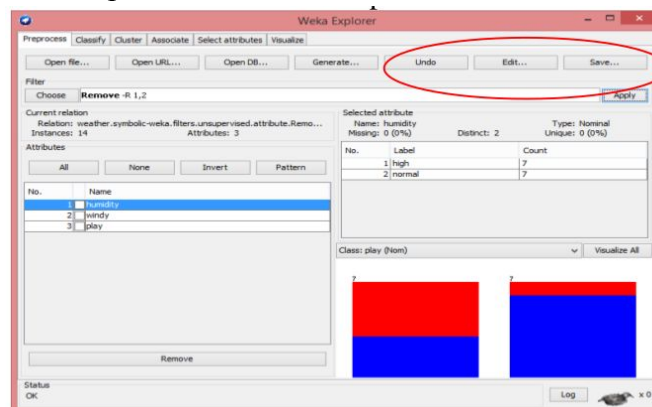 Weka Explorer
Preprocess Classify Cluster Associate Select attributes Visualize
Open file... Open URL... Open DB... Generate... Undo Edit... Save...
Filter
Choose Remove -R 1,2 Apply
Current relation
Relation: weather.symbolic-weka.filters.unsupervised.attribute.Remo...
Instances: 14 Attributes: 3
Selected attribute
Name: humidity Type: Nominal
Missing: 0 (0%) Distinct: 2 Unique: 0 (0%)
Attributes
All None Invert Pattern
No. Name
1 humidity
2 windy
3 play
Remove
No. Label Count
1 high 7
2 normal 7
Class: play (Nom) Visualize All
7 7
Status
OK
Log x 0